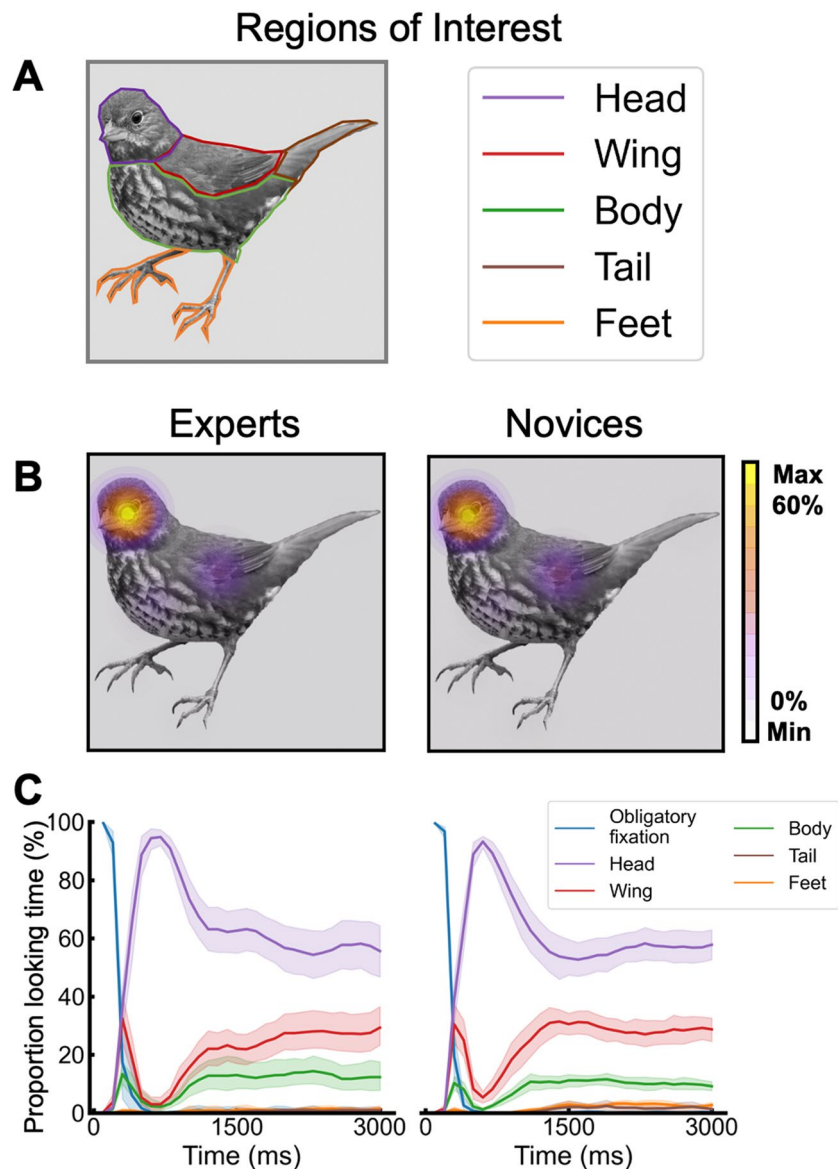 Regions of Interest
A
Head
Wing
Body
Tail
Feet
Experts
Novices
B
Max
60%
0%
Min
C
Proportion looking time (%)
100
80
60
40
20
0
0
1500
3000
Time (ms)
Obligatory
fixation
Head
Wing
Body
Tail
Feet
0
1500
3000
Time (ms)